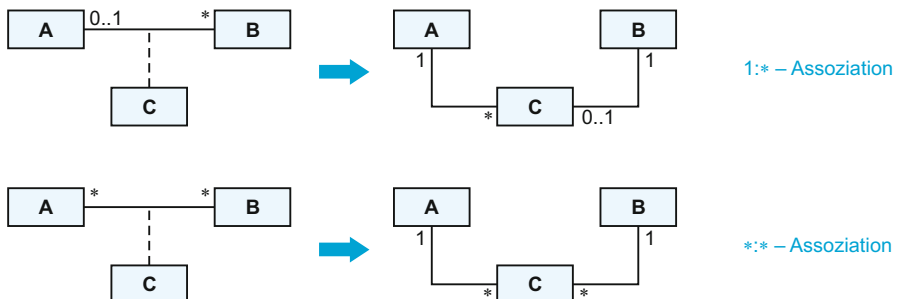 A 0..1 * B
C
A B
1 1
* C 0..1
1:* – Assoziation
A * * B
C
A B
1 1
* C *
*:* – Assoziation